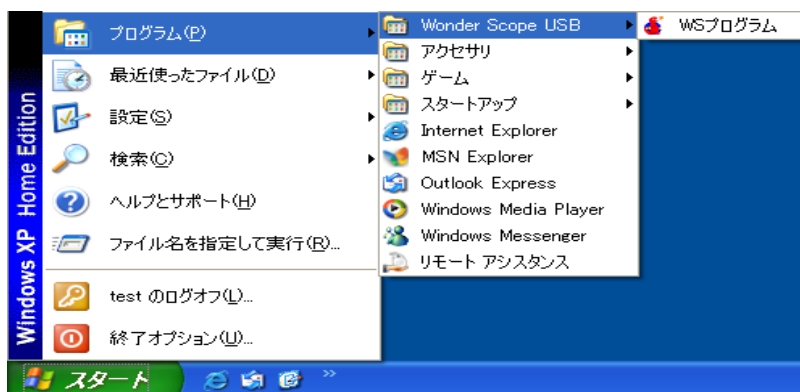 Windows XP Home Edition
プログラム(P)
最近使ったファイル(D)
設定(S)
検索(C)
ヘルプとサポート(H)
ファイル名を指定して実行(R)...
test のログオフ(L)...
終了オプション(U)...
Wonder Scope USB
アクセサリ
ゲーム
スタートアップ
Internet Explorer
MSN Explorer
Outlook Express
Windows Media Player
Windows Messenger
リモート アシスタンス
WSプログラム
スタート